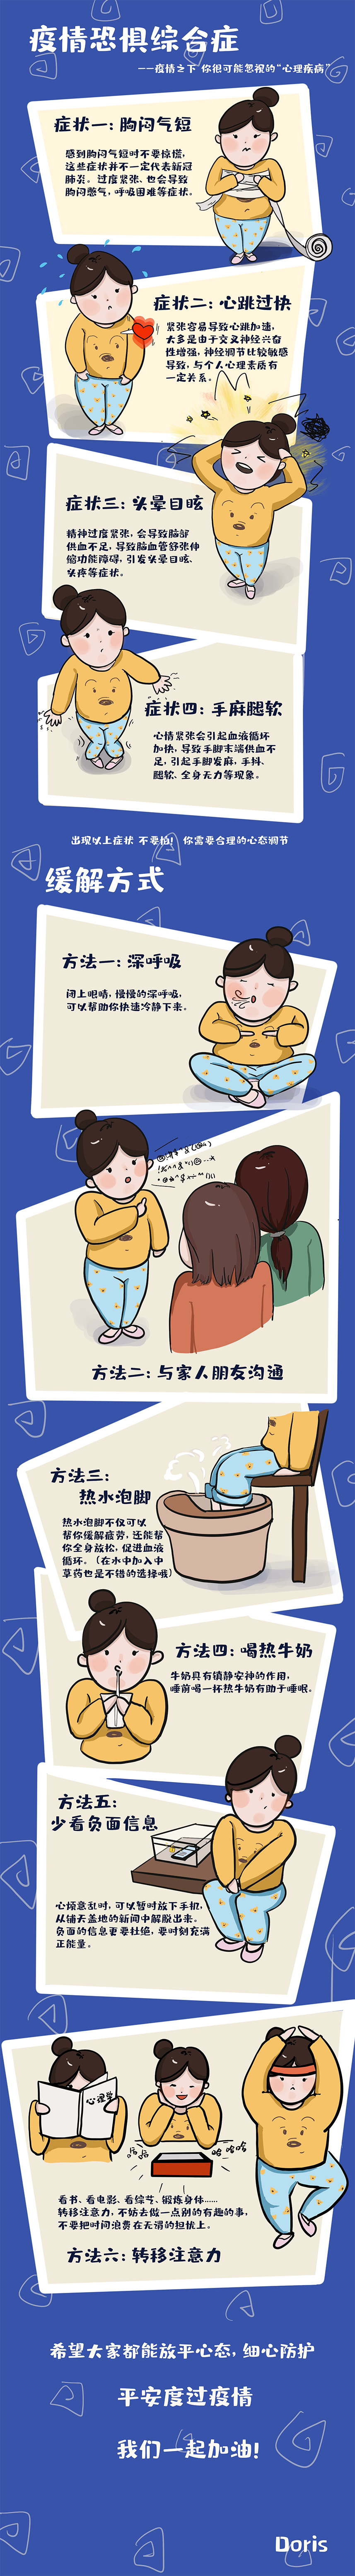 疫情恐惧综合症
——疫情之下 你很可能忽视的“心理疾病”
症状一：胸闷气短
感到胸闷气短时不要惊慌，
这些症状并不一定代表新冠
肺炎。过度紧张、也会导致
胸闷憋气，呼吸困难等症状。
症状二：心跳过快
紧张容易导致心跳加速，
大多是由于交叉神经兴奋
性增强，神经调节比较敏感
导致，与个人心理素质有
一定关系。
症状三：头晕目眩
精神过度紧张，会导致脑部
供血不足，导致脑血管舒张伸
缩功能障碍，引发头晕目眩、
头疼等症状。
症状四：手麻腿软
心情紧张会引起血液循环
加快，导致手脚末端供血不
足，引起手脚发麻，手抖、
腿软、全身无力等现象。
出现以上症状 不要怕！ 你需要合理的心态调节
缓解方式
方法一：深呼吸
闭上眼睛，慢慢的深呼吸，
可以帮助你快速冷静下来。
方法二：与家人朋友沟通
方法三：
热水泡脚
热水泡脚不仅可以
帮你缓解疲劳，还能帮
你全身放松，促进血液
循环。（在水中加入中
草药也是不错的选择哦）
方法四：喝热牛奶
牛奶具有镇静安神的作用，
睡前喝一杯热牛奶有助于睡眠。
方法五：
少看负面信息
心烦意乱时，可以暂时放下手机，
从铺天盖地的新闻中解脱出来。
负面的信息更要杜绝，要时刻充满
正能量。
心理学
哈哈哈
看书、看电影、看综艺、锻炼身体……
转移注意力，不妨去做一点别的有趣的事，
不要把时间浪费在无谓的担忧上。
方法六：转移注意力
希望大家都能放平心态，细心防护
平安度过疫情
我们一起加油！
Doris